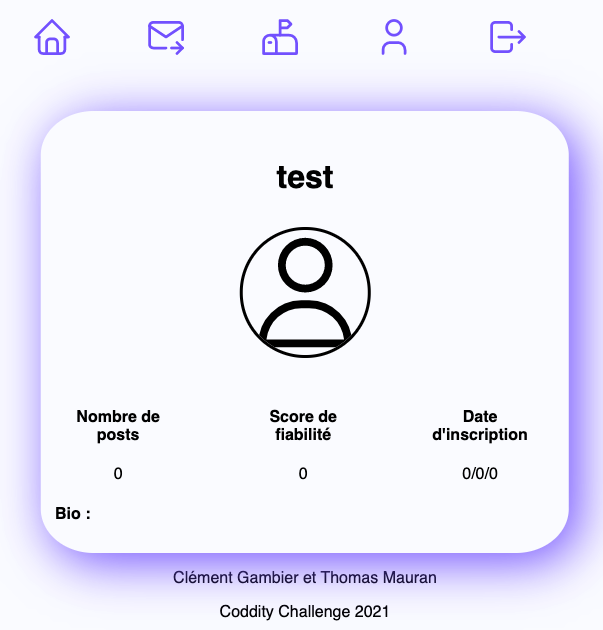 test
Nombre de
posts
Score de
fiabilité
Date
d'inscription
0
0
0/0/0
Bio :
Clément Gambier et Thomas Mauran
Coddity Challenge 2021